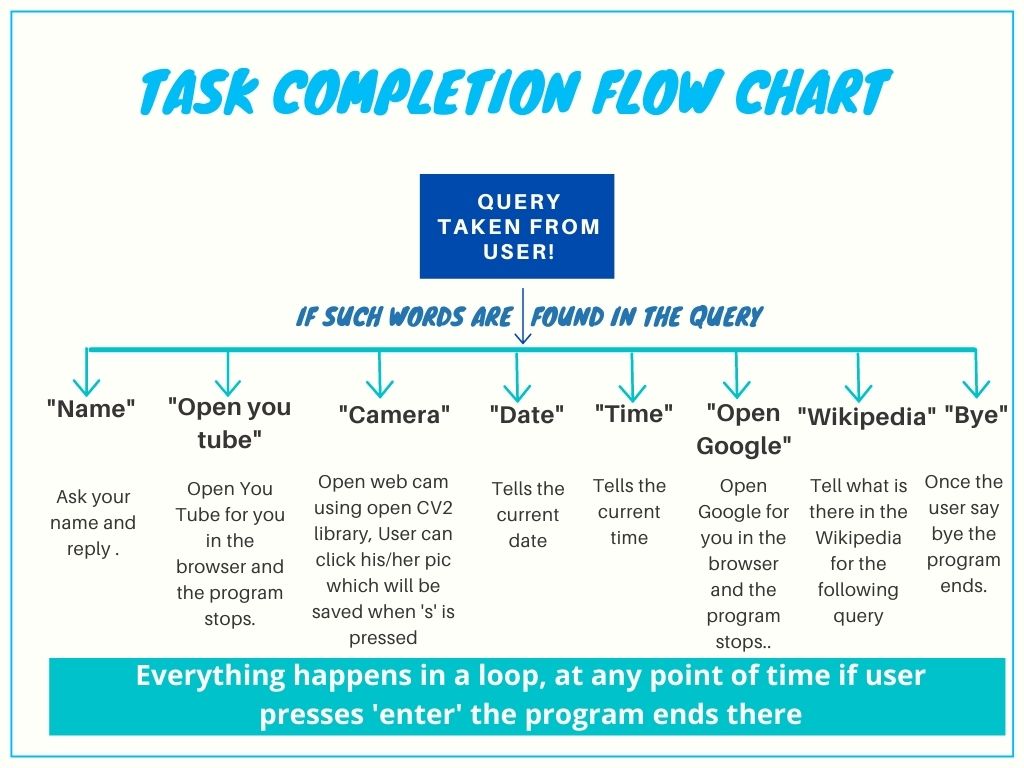 TASK COMPLETION FLOW CHART
QUERY
TAKEN FROM
USER!
IF SUCH WORDS ARE FOUND IN THE QUERY
"Name"
Ask your
name and
reply .
"Open you
tube"
Open You
Tube for you
in the
browser and
the program
stops.
"Camera"
Open web cam
using open CV2
library, User can
click his/her pic
which will be
saved when 's' is
pressed
"Date"
Tells the
current
date
"Time"
Tells the
current
time
"Open
Google"
Open
Google for
you in the
browser
and the
program
stops..
"Wikipedia"
Tell what is
there in the
Wikipedia
for the
following
query
"Bye"
Once the
user say
bye the
program
ends.
Everything happens in a loop, at any point of time if user
presses 'enter' the program ends there